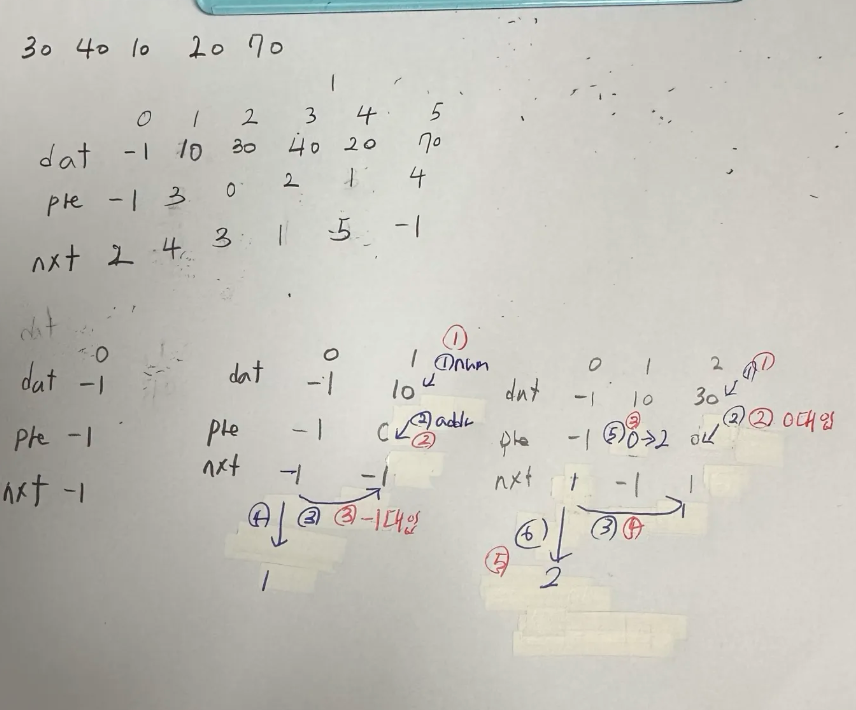 30 40 10 20 70
1
0 1 2 3 4 5
dat -1 10 30 40 20 70
pre -1 3 0 2 1 4
nxt 2 4 3 1 5 -1
dat
0
dat -1
pre -1
nxt -1
①
0 1 ①num
dat -1 10
pre -1 0 ②addr
②
nxt -1 -1
④ ③ ③ -1대입
1
0 1 2 ① ①
dat -1 10 30
③
pre -1 ⑤ 0→2 0 ② ② 0대입
nxt 1 -1 1
⑥ ③ ④
⑤ 2